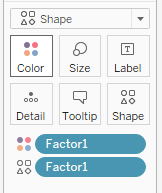 Shape
Color Size Label
Detail Tooltip Shape
Factor1
Factor1